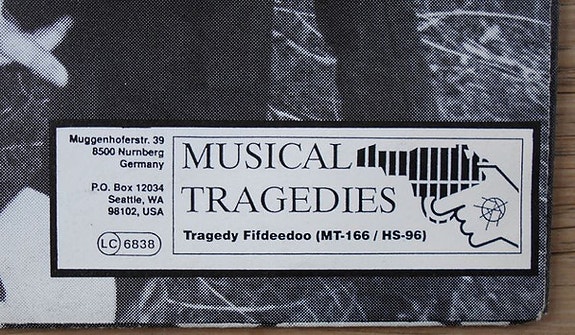 Muggenhoferstr. 39
8500 Nurnberg
Germany
P.O. Box 12034
Seattle, WA
98102, USA
LC 6838
MUSICAL
TRAGEDIES
Tragedy Fifdeedoo (MT-166 / HS-96)